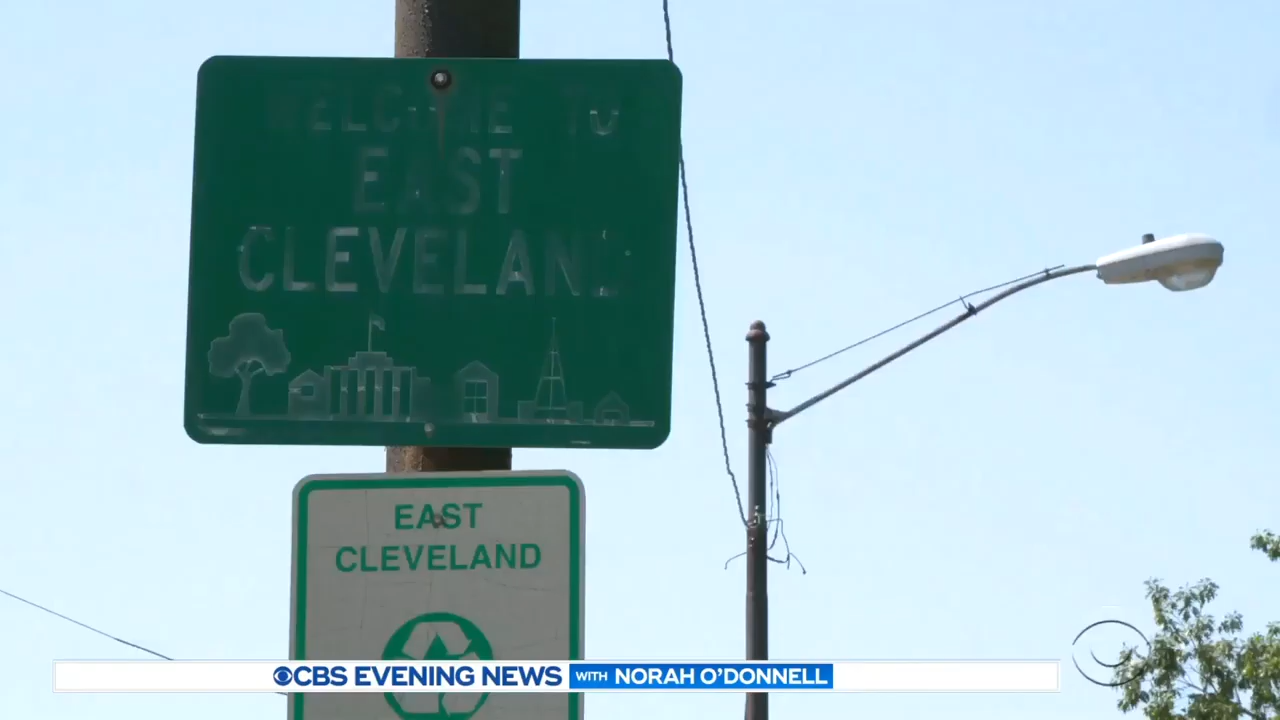 WELCOME TO
EAST
CLEVELAND
EAST
CLEVELAND
CBS EVENING NEWS WITH NORAH O'DONNELL